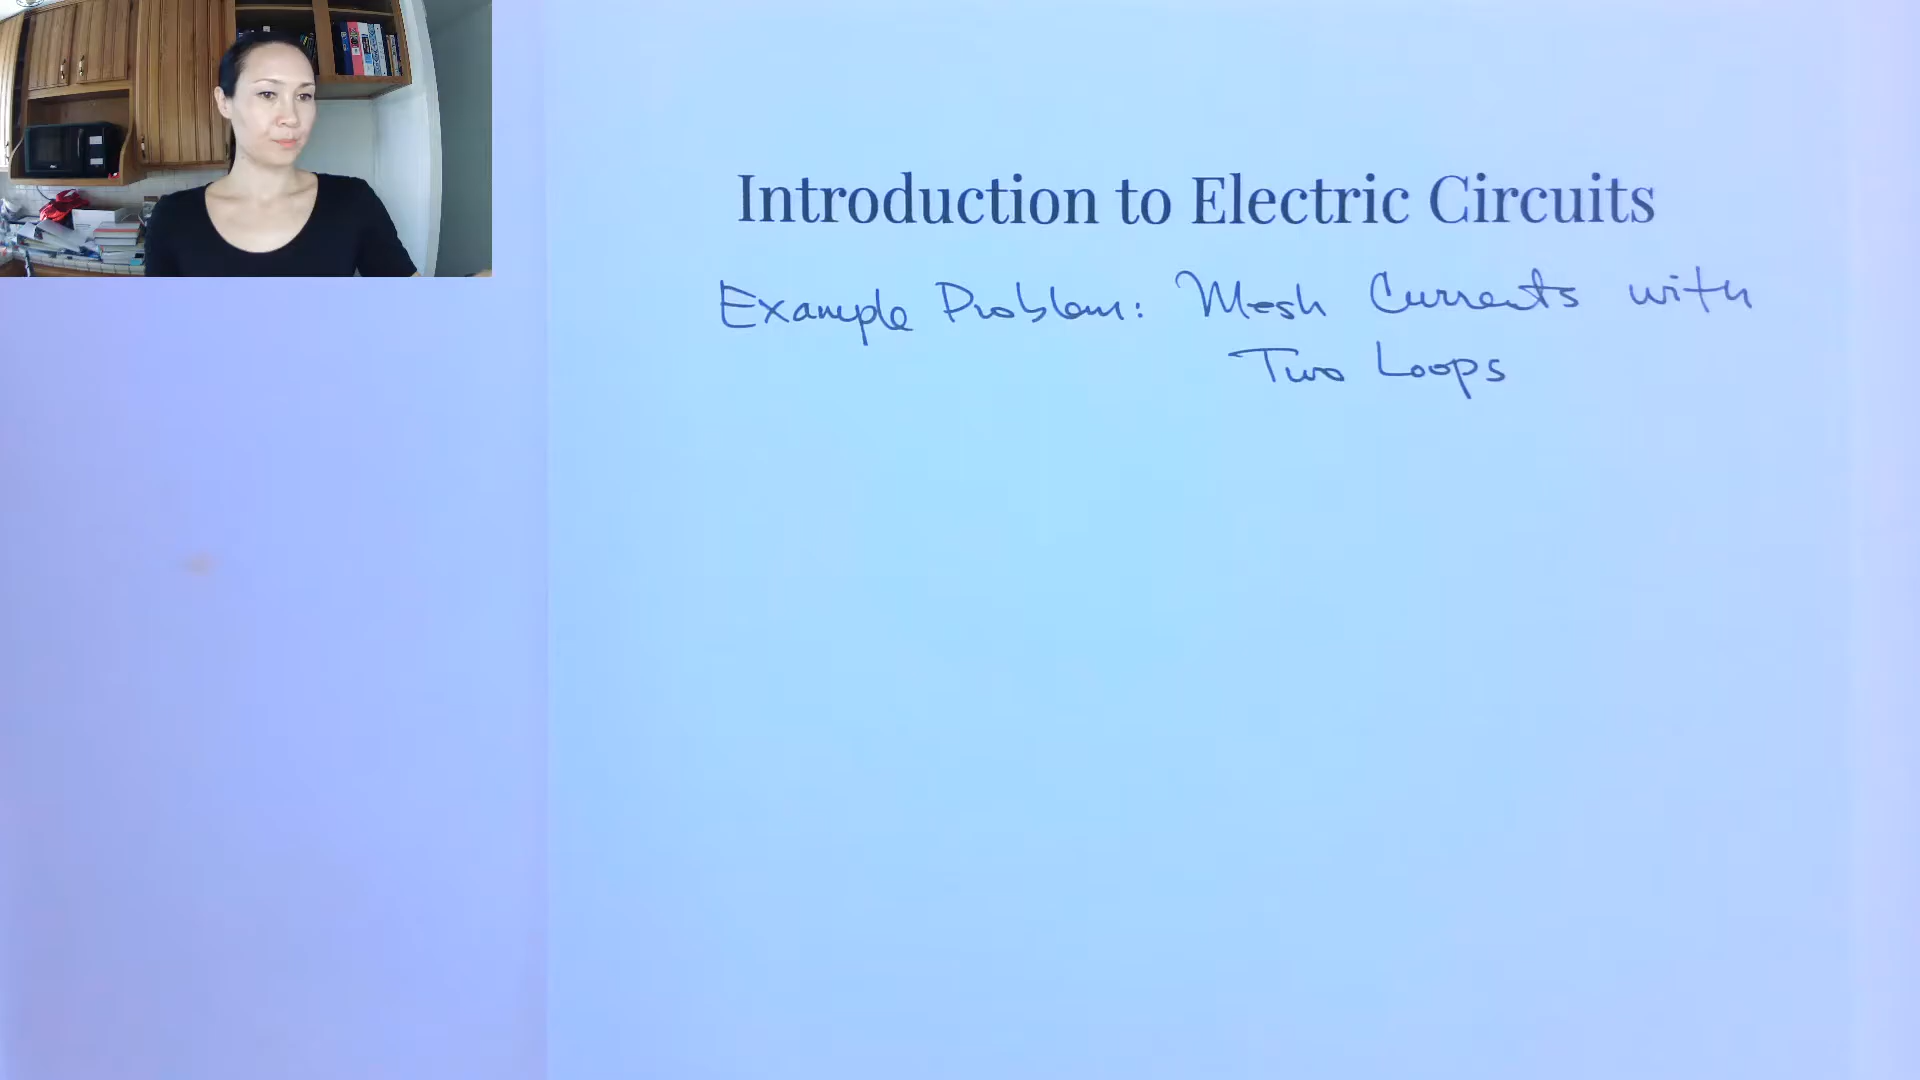 Introduction to Electric Circuits
Example Problem: Mesh Currents with
Two Loops